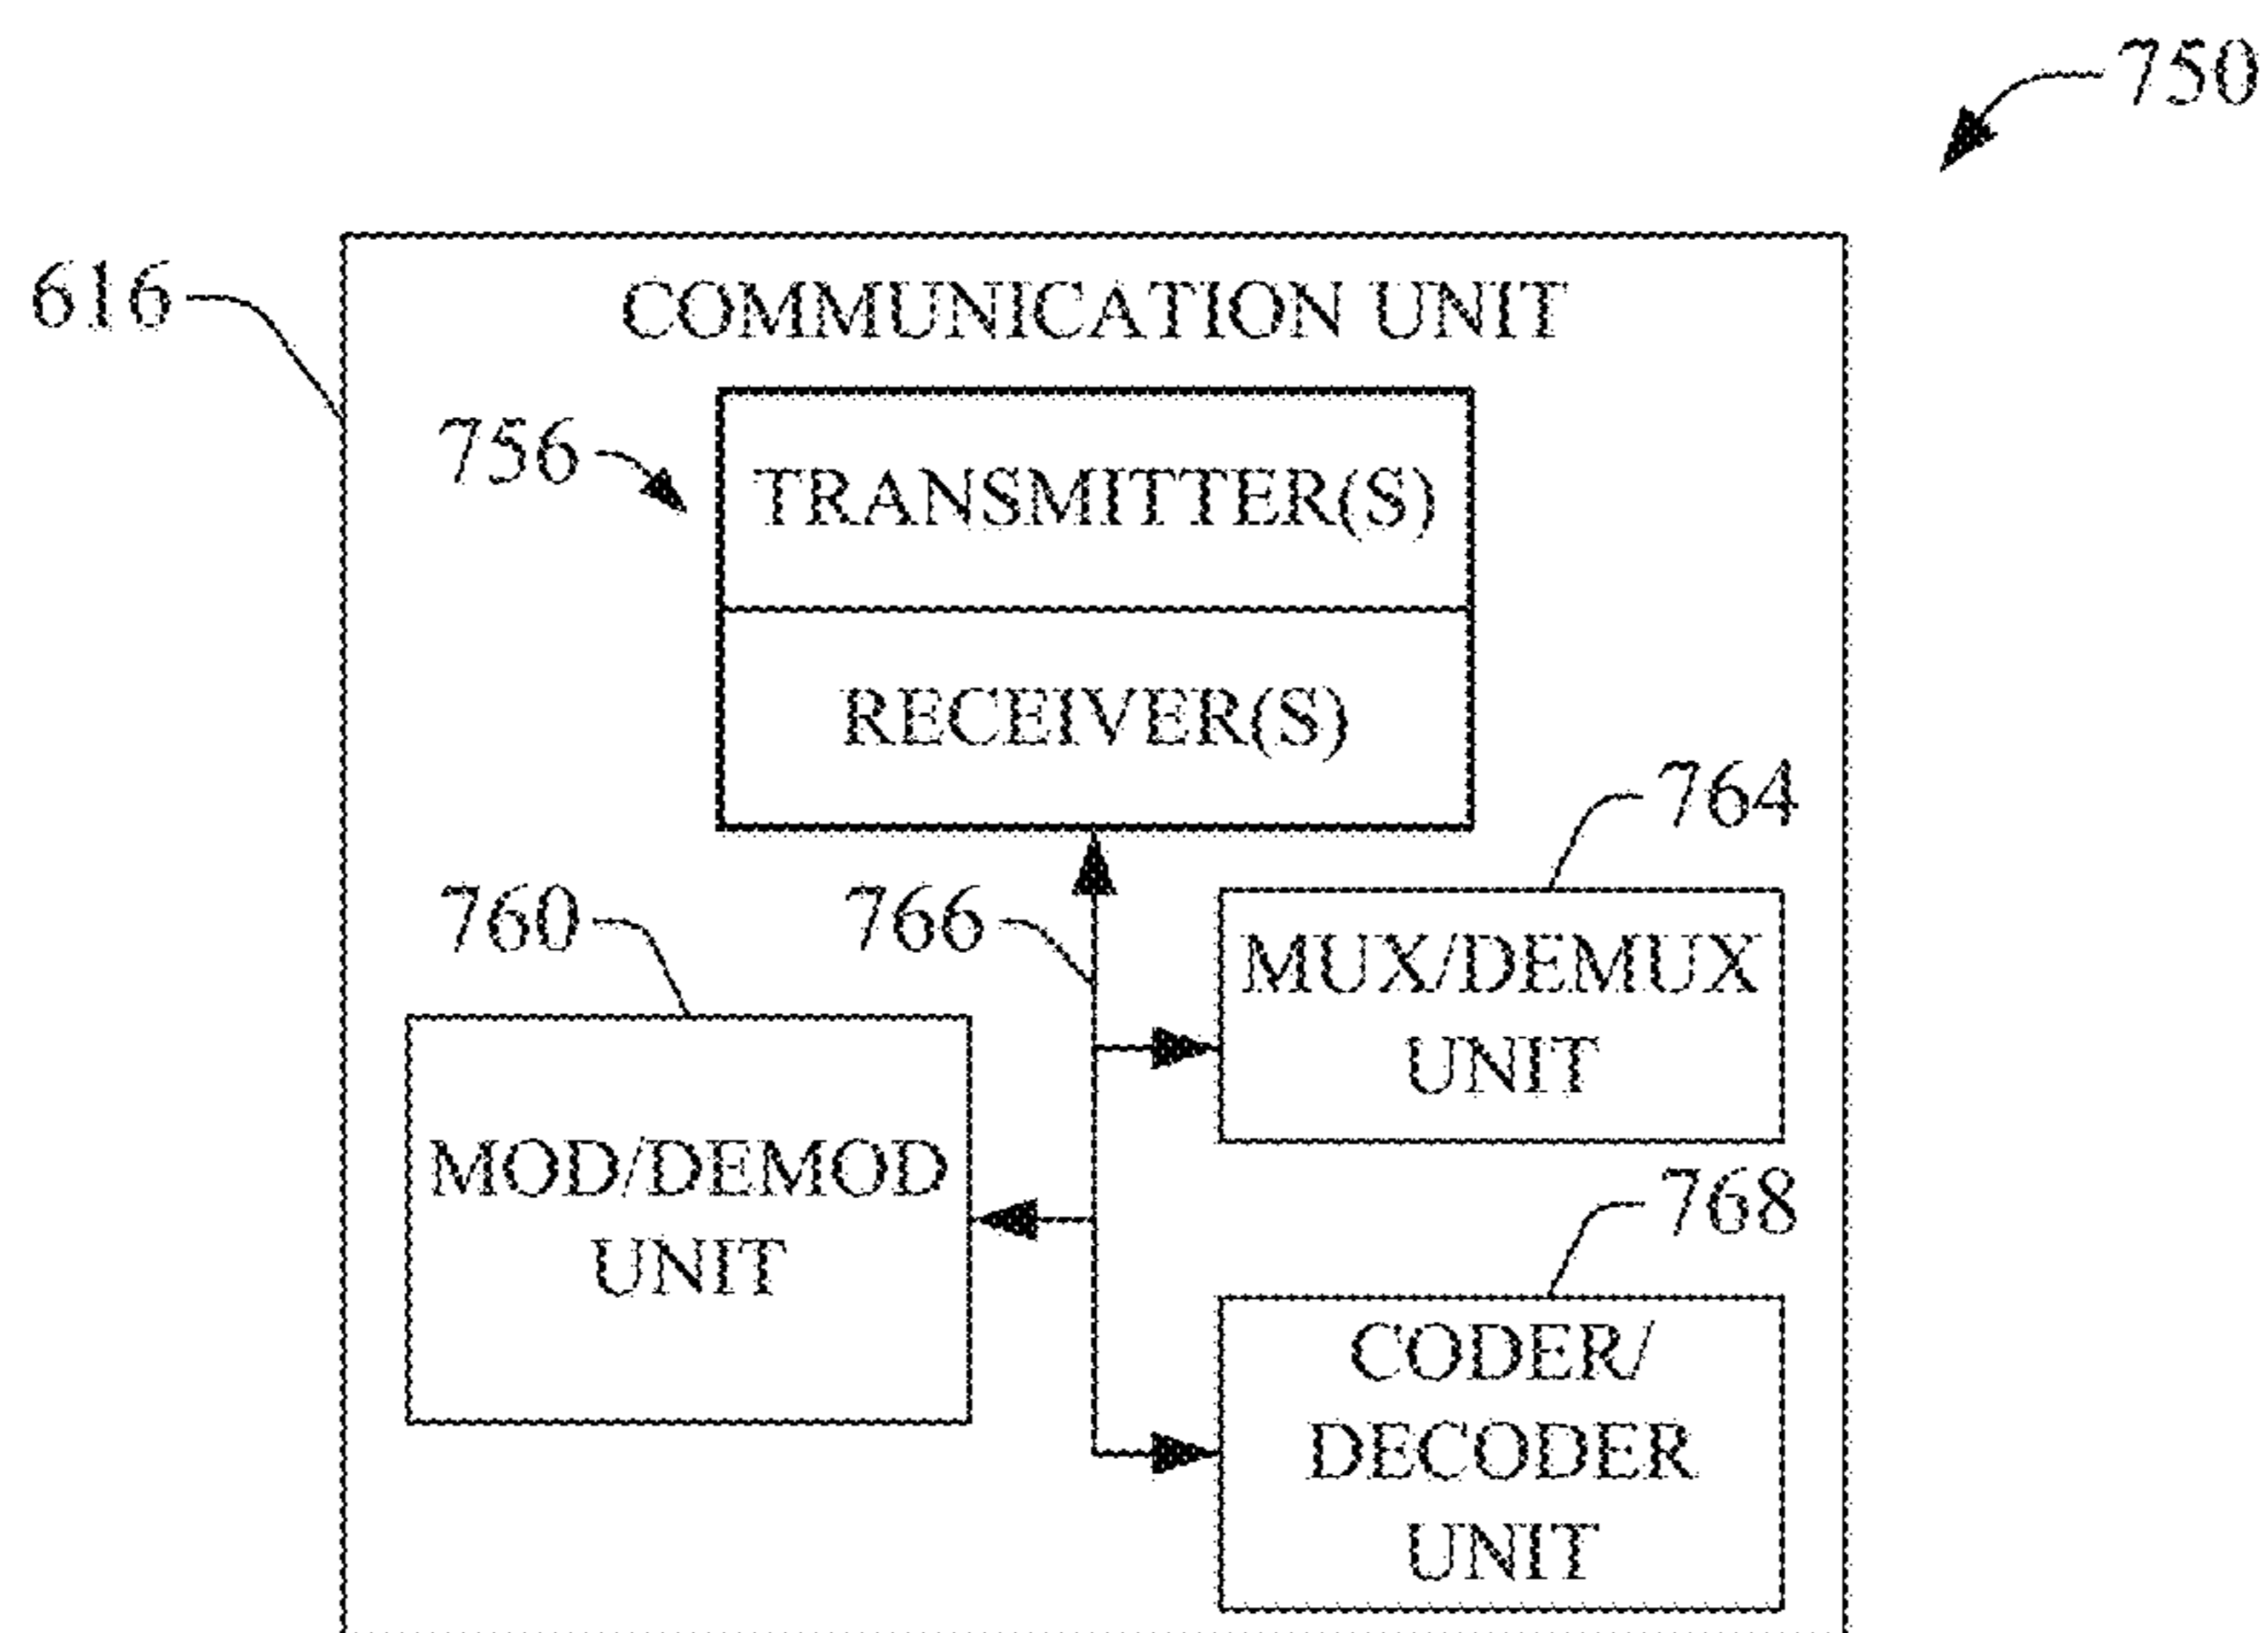 750
616
COMMUNICATION UNIT
756
TRANSMITTER(S)
RECEIVER(S)
764
760
766
MUX/DEMUX
UNIT
MOD/DEMOD
UNIT
768
CODER/
DECODER
UNIT